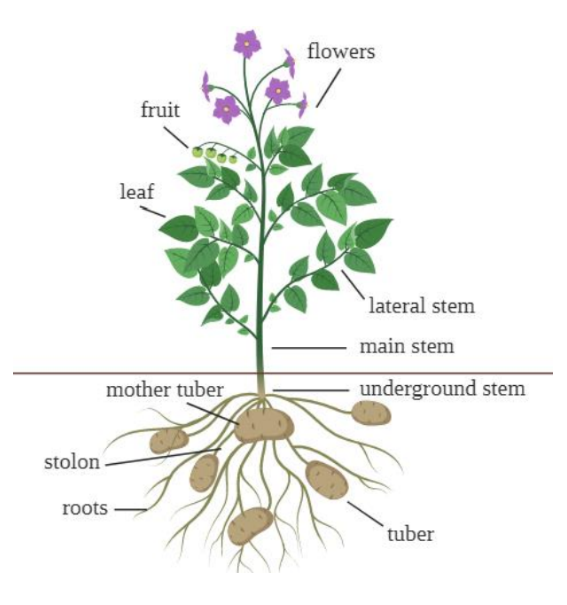 flowers
fruit
leaf
lateral stem
main stem
mother tuber
underground stem
stolon
roots
tuber